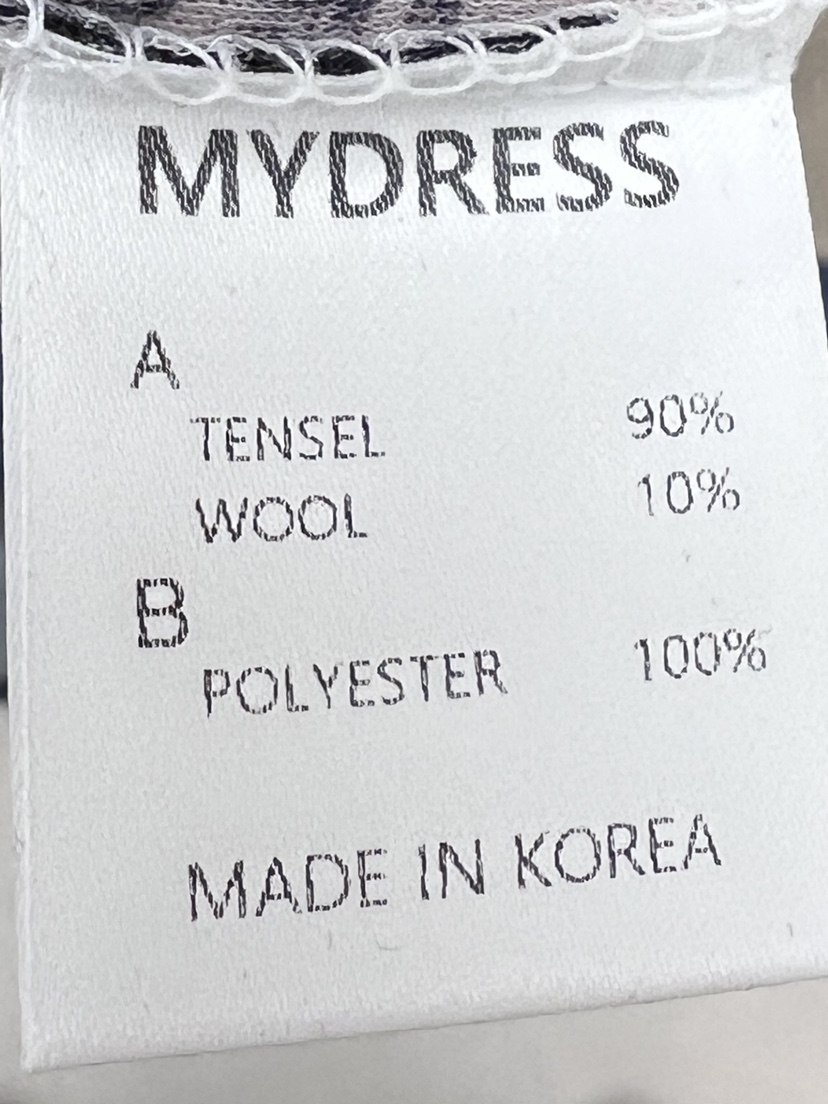 MYDRESS
A
TENSEL 90%
WOOL 10%
B
POLYESTER 100%
MADE IN KOREA